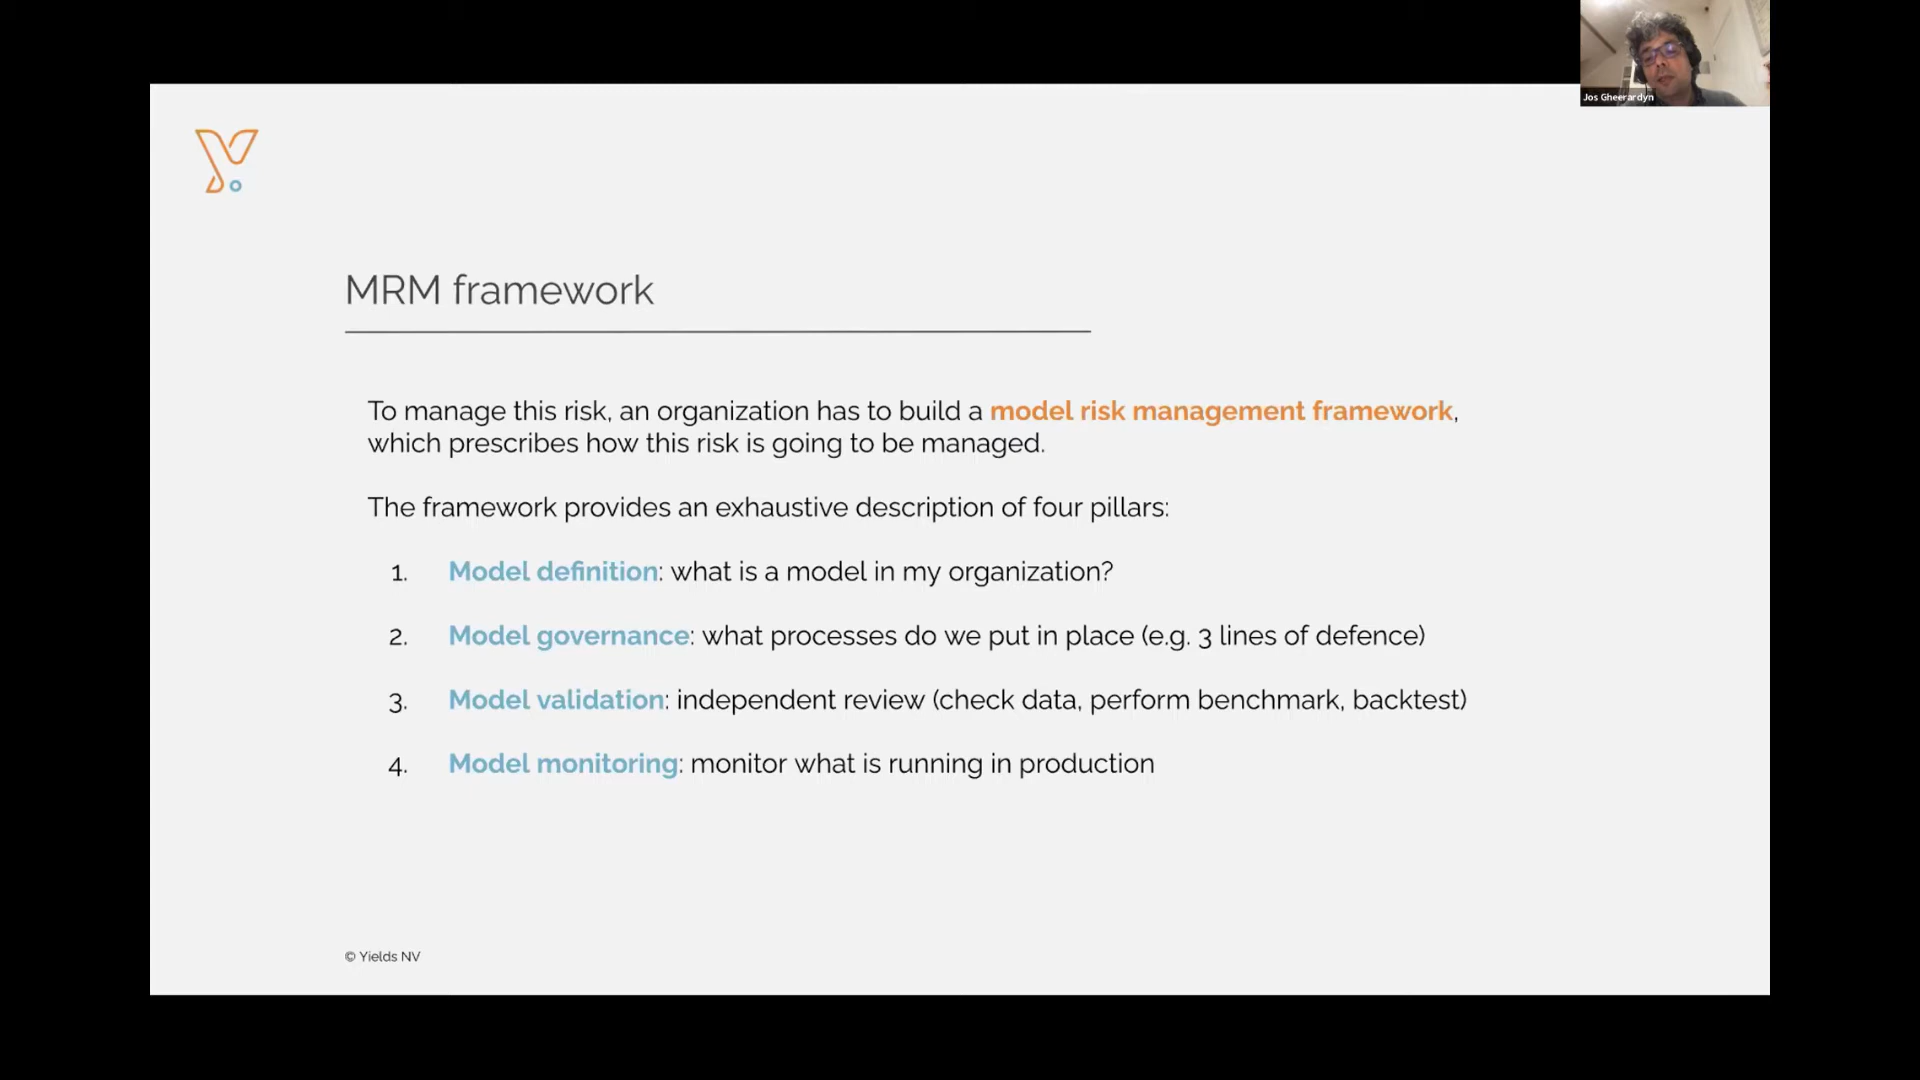 Jos Gheerardyn
MRM framework
To manage this risk, an organization has to build a model risk management framework,
which prescribes how this risk is going to be managed.
The framework provides an exhaustive description of four pillars:
1. Model definition: what is a model in my organization?
2. Model governance: what processes do we put in place (e.g. 3 lines of defence)
3. Model validation: independent review (check data, perform benchmark, backtest)
4. Model monitoring: monitor what is running in production
© Yields NV